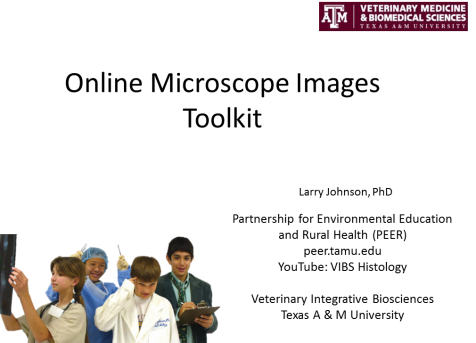 VETERINARY MEDICINE
& BIOMEDICAL SCIENCES
TEXAS A&M UNIVERSITY
Online Microscope Images
Toolkit
Larry Johnson, PhD
Partnership for Environmental Education
and Rural Health (PEER)
peer.tamu.edu
YouTube: VIBS Histology
Veterinary Integrative Biosciences
Texas A & M University